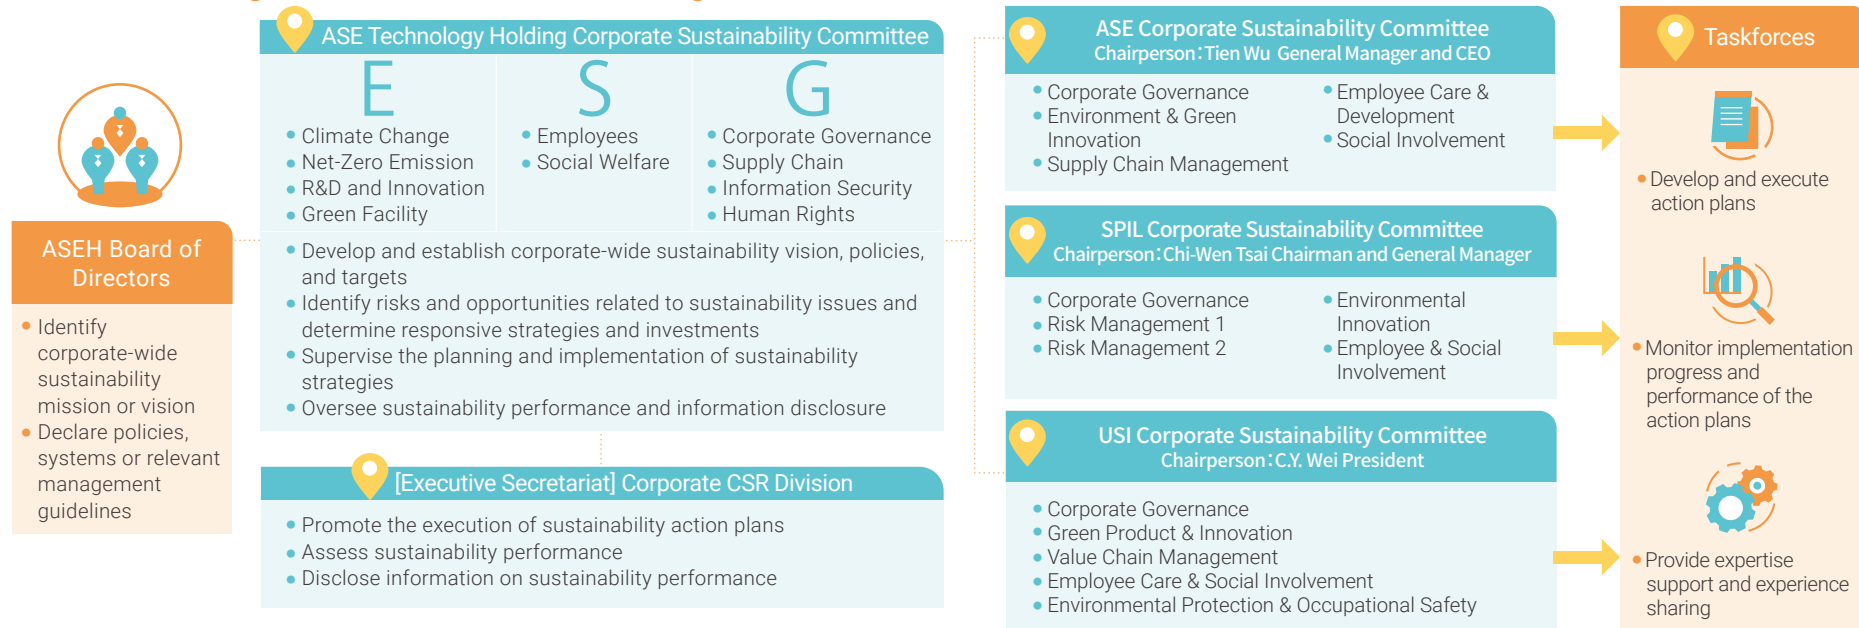 ASEH Board of
Directors
• Identify
corporate-wide
sustainability
mission or vision
• Declare policies,
systems or relevant
management
guidelines
ASE Technology Holding Corporate Sustainability Committee
E
• Climate Change
• Net-Zero Emission
• R&D and Innovation
• Green Facility
S
• Employees
• Social Welfare
G
• Corporate Governance
• Supply Chain
• Information Security
• Human Rights
• Develop and establish corporate-wide sustainability vision, policies,
and targets
• Identify risks and opportunities related to sustainability issues and
determine responsive strategies and investments
• Supervise the planning and implementation of sustainability
strategies
• Oversee sustainability performance and information disclosure
[Executive Secretariat] Corporate CSR Division
• Promote the execution of sustainability action plans
• Assess sustainability performance
• Disclose information on sustainability performance
ASE Corporate Sustainability Committee
Chairperson：Tien Wu General Manager and CEO
• Corporate Governance
• Environment & Green
Innovation
• Supply Chain Management
• Employee Care &
Development
• Social Involvement
SPIL Corporate Sustainability Committee
Chairperson：Chi-Wen Tsai Chairman and General Manager
• Corporate Governance
• Risk Management 1
• Risk Management 2
• Environmental
Innovation
• Employee & Social
Involvement
USI Corporate Sustainability Committee
Chairperson：C.Y. Wei President
• Corporate Governance
• Green Product & Innovation
• Value Chain Management
• Employee Care & Social Involvement
• Environmental Protection & Occupational Safety
Taskforces
• Develop and execute
action plans
• Monitor implementation
progress and
performance of the
action plans
• Provide expertise
support and experience
sharing